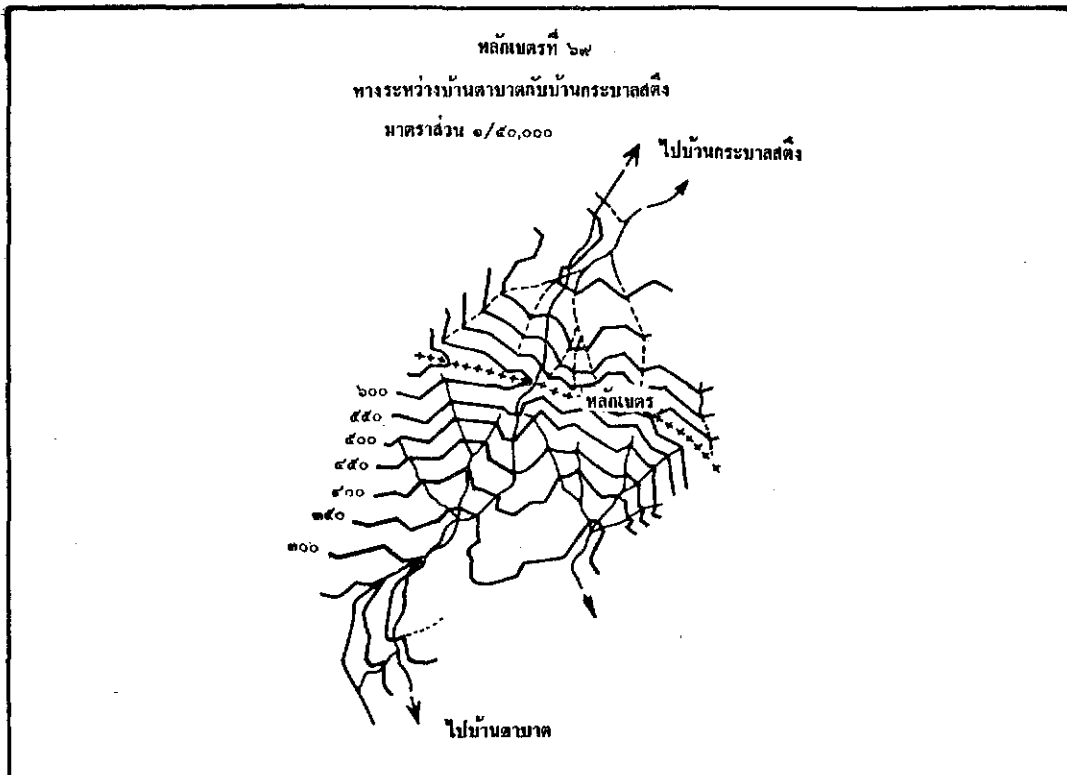 หลักเขตรที่ ๖๙
ทางระหว่างบ้านตาบาตกับบ้านกระบาลสตึง
มาตราส่วน ๑/๕๐,๐๐๐
ไปบ้านกระบาลสตึง
๖๐๐
หลักเขตร
๕๕๐
๕๐๐
๔๕๐
๔๐๐
๓๕๐
๓๐๐
ไปบ้านตาบาต